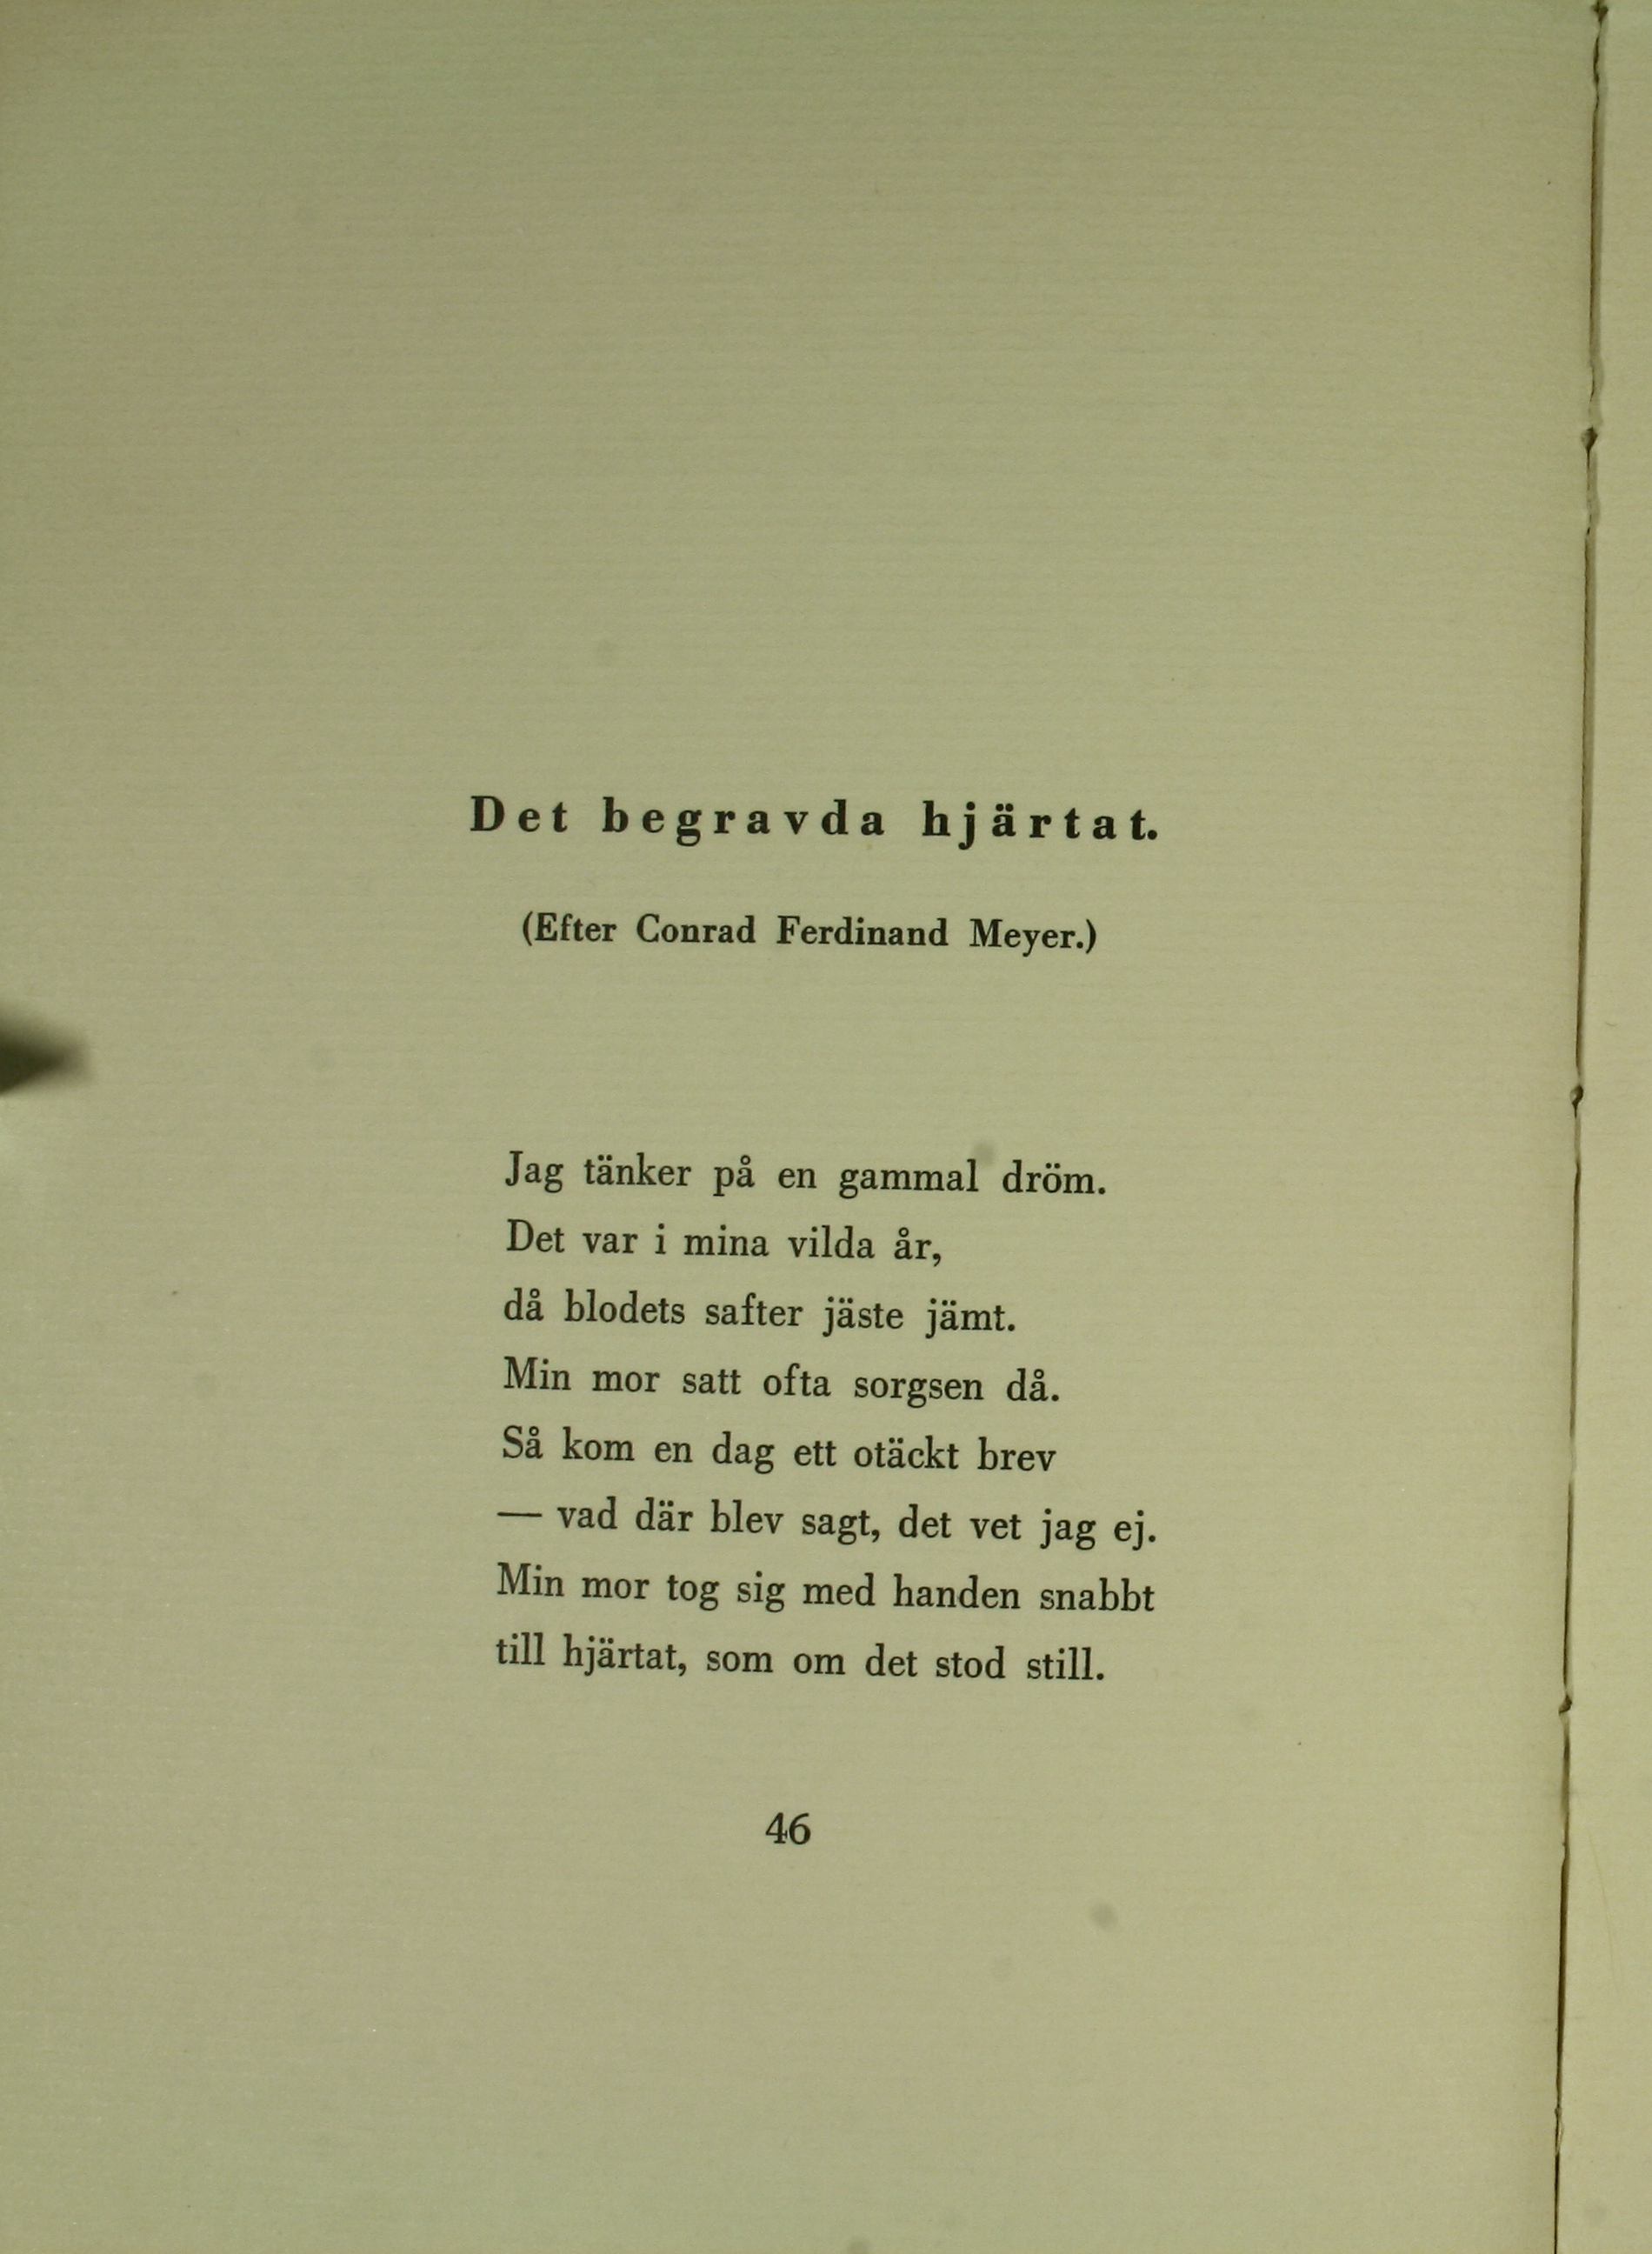 Det begravda hjärtat.
(Efter Conrad Ferdinand Meyer.)
Jag tänker på en gammal dröm.
Det var i mina vilda år,
då blodets safter jäste jämt.
Min mor satt ofta sorgsen då.
Så kom en dag ett otäckt brev
— vad där blev sagt, det vet jag ej.
Min mor tog sig med handen snabbt
till hjärtat, som om det stod still.
46